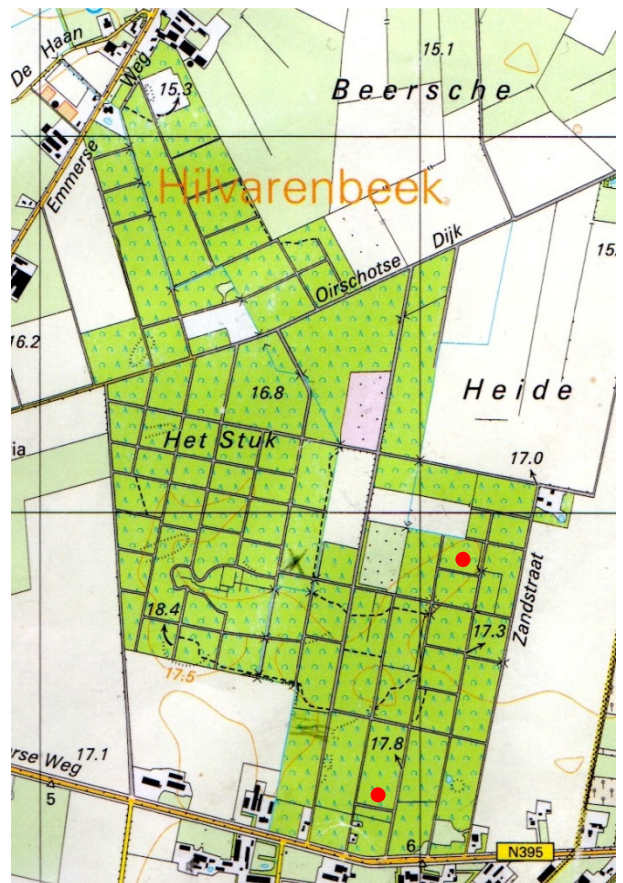 De Haan
Weg
Emmerse
15.3
15.1
Beersche
Hilvarenbeek
Oirschotse Dijk
15.
16.2
16.8
Heide
Het Stuk
ia
17.0
Zandstraat
18.4
17.3
17.5
17.8
rse Weg
17.1
5
6
N395